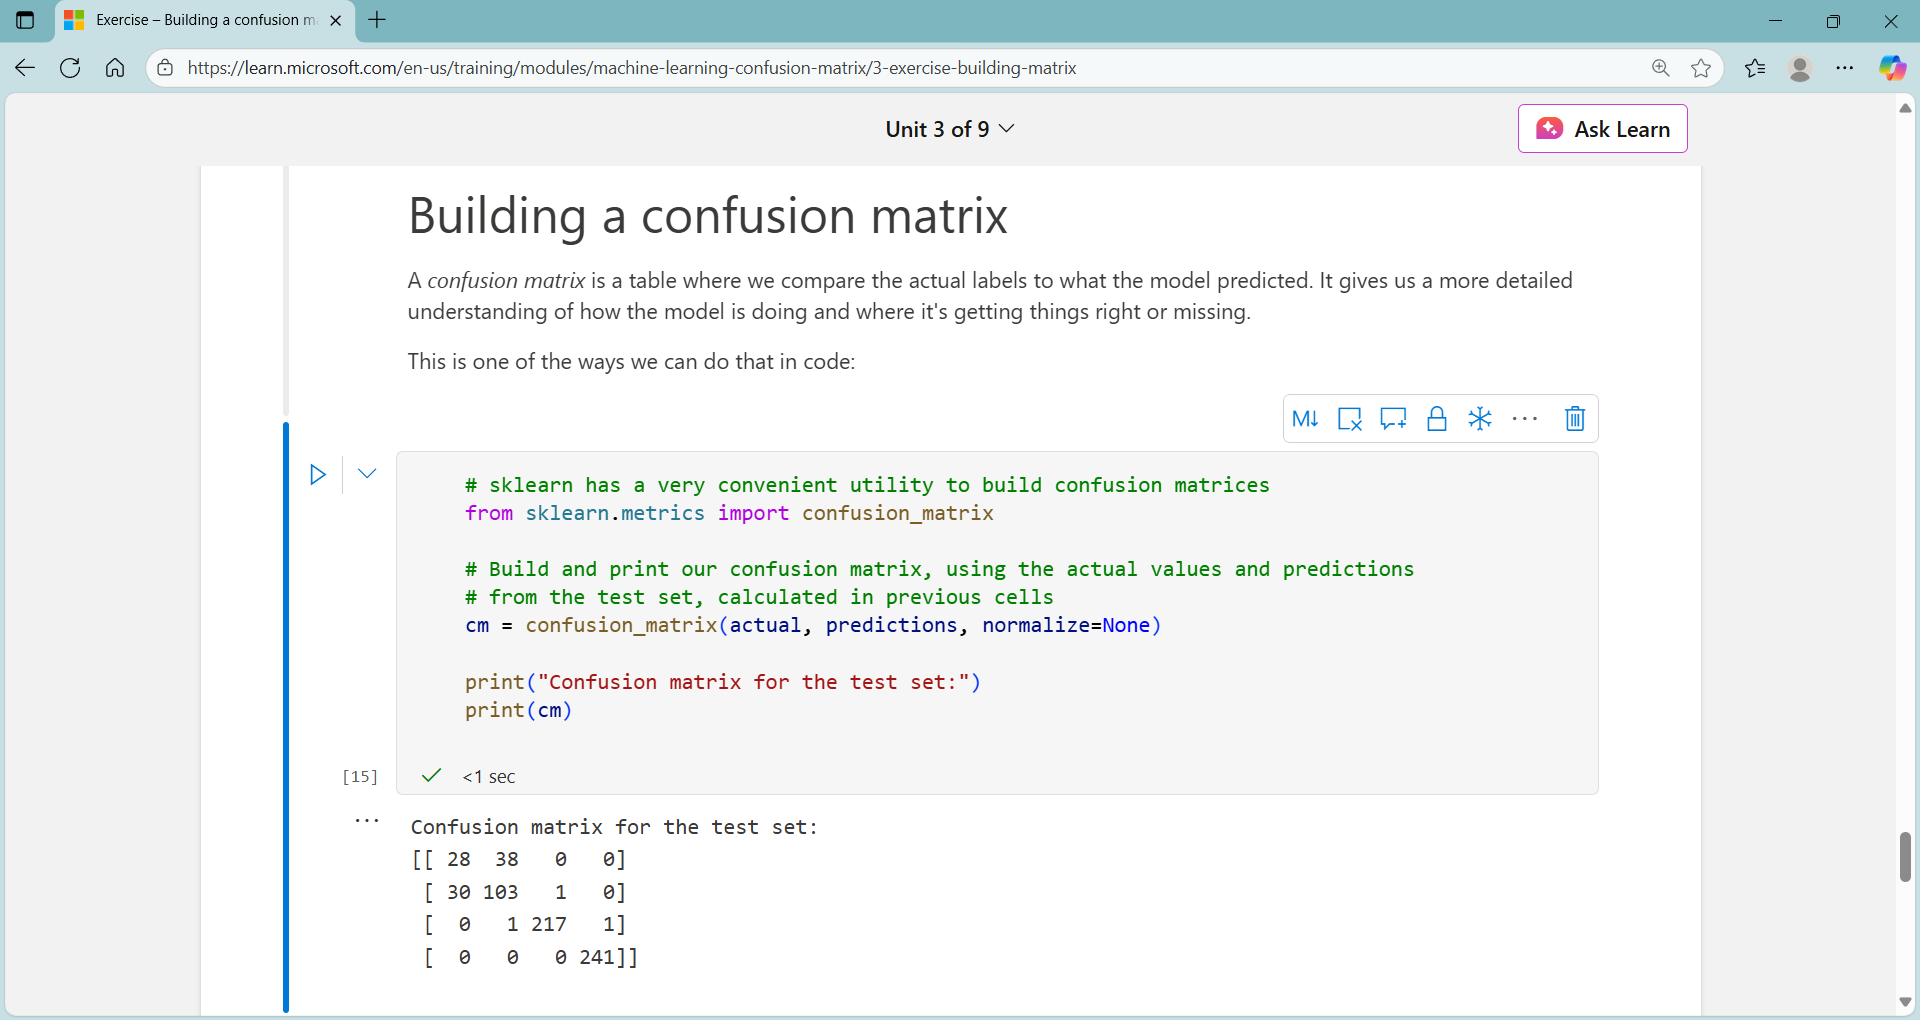 Exercise – Building a confusion m
https://learn.microsoft.com/en-us/training/modules/machine-learning-confusion-matrix/3-exercise-building-matrix
Unit 3 of 9
Ask Learn
Building a confusion matrix
A confusion matrix is a table where we compare the actual labels to what the model predicted. It gives us a more detailed
understanding of how the model is doing and where it's getting things right or missing.
This is one of the ways we can do that in code:
M↓
# sklearn has a very convenient utility to build confusion matrices
from sklearn.metrics import confusion_matrix
# Build and print our confusion matrix, using the actual values and predictions
# from the test set, calculated in previous cells
cm = confusion_matrix(actual, predictions, normalize=None)
print("Confusion matrix for the test set:")
print(cm)
[15] <1 sec
Confusion matrix for the test set:
[[ 28  38   0   0]
 [ 30 103   1   0]
 [  0   1 217   1]
 [  0   0   0 241]]